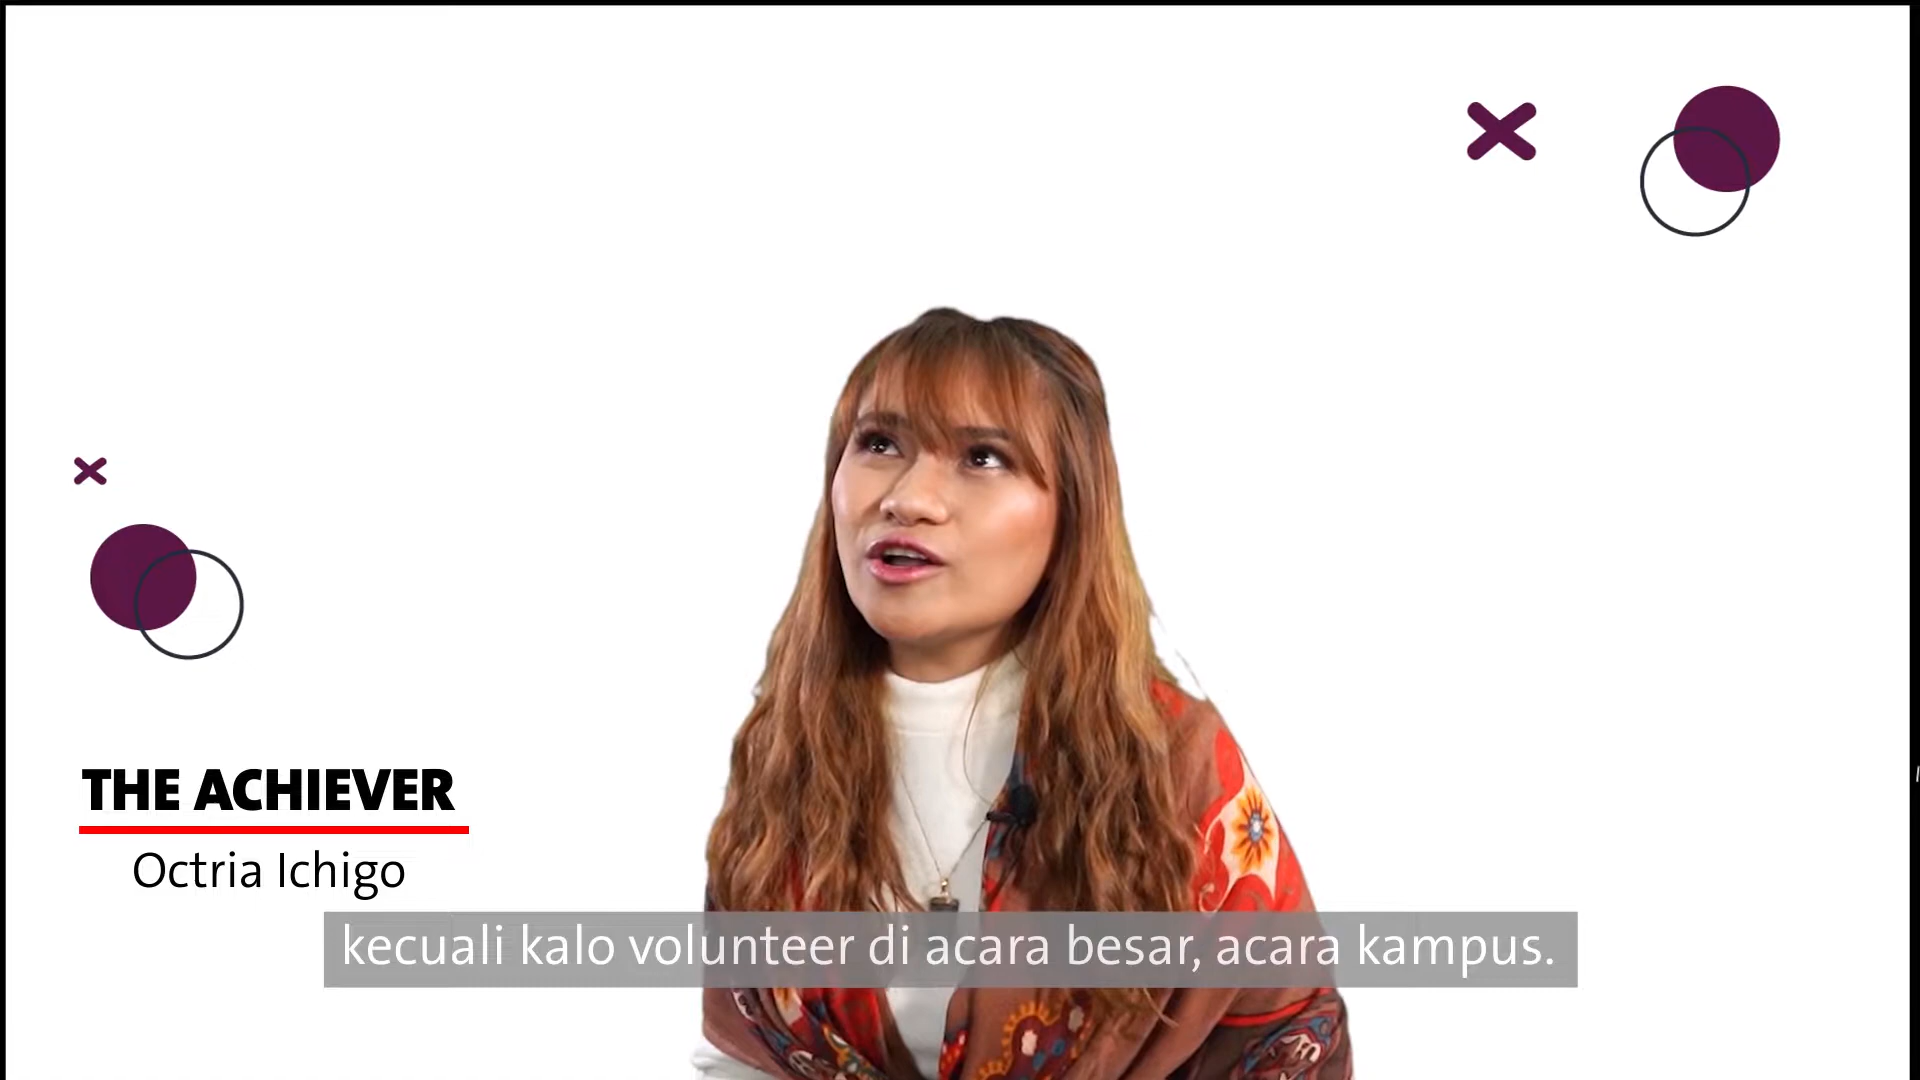 THE ACHIEVER
Octria Ichigo
kecuali kalo volunteer di acara besar, acara kampus.